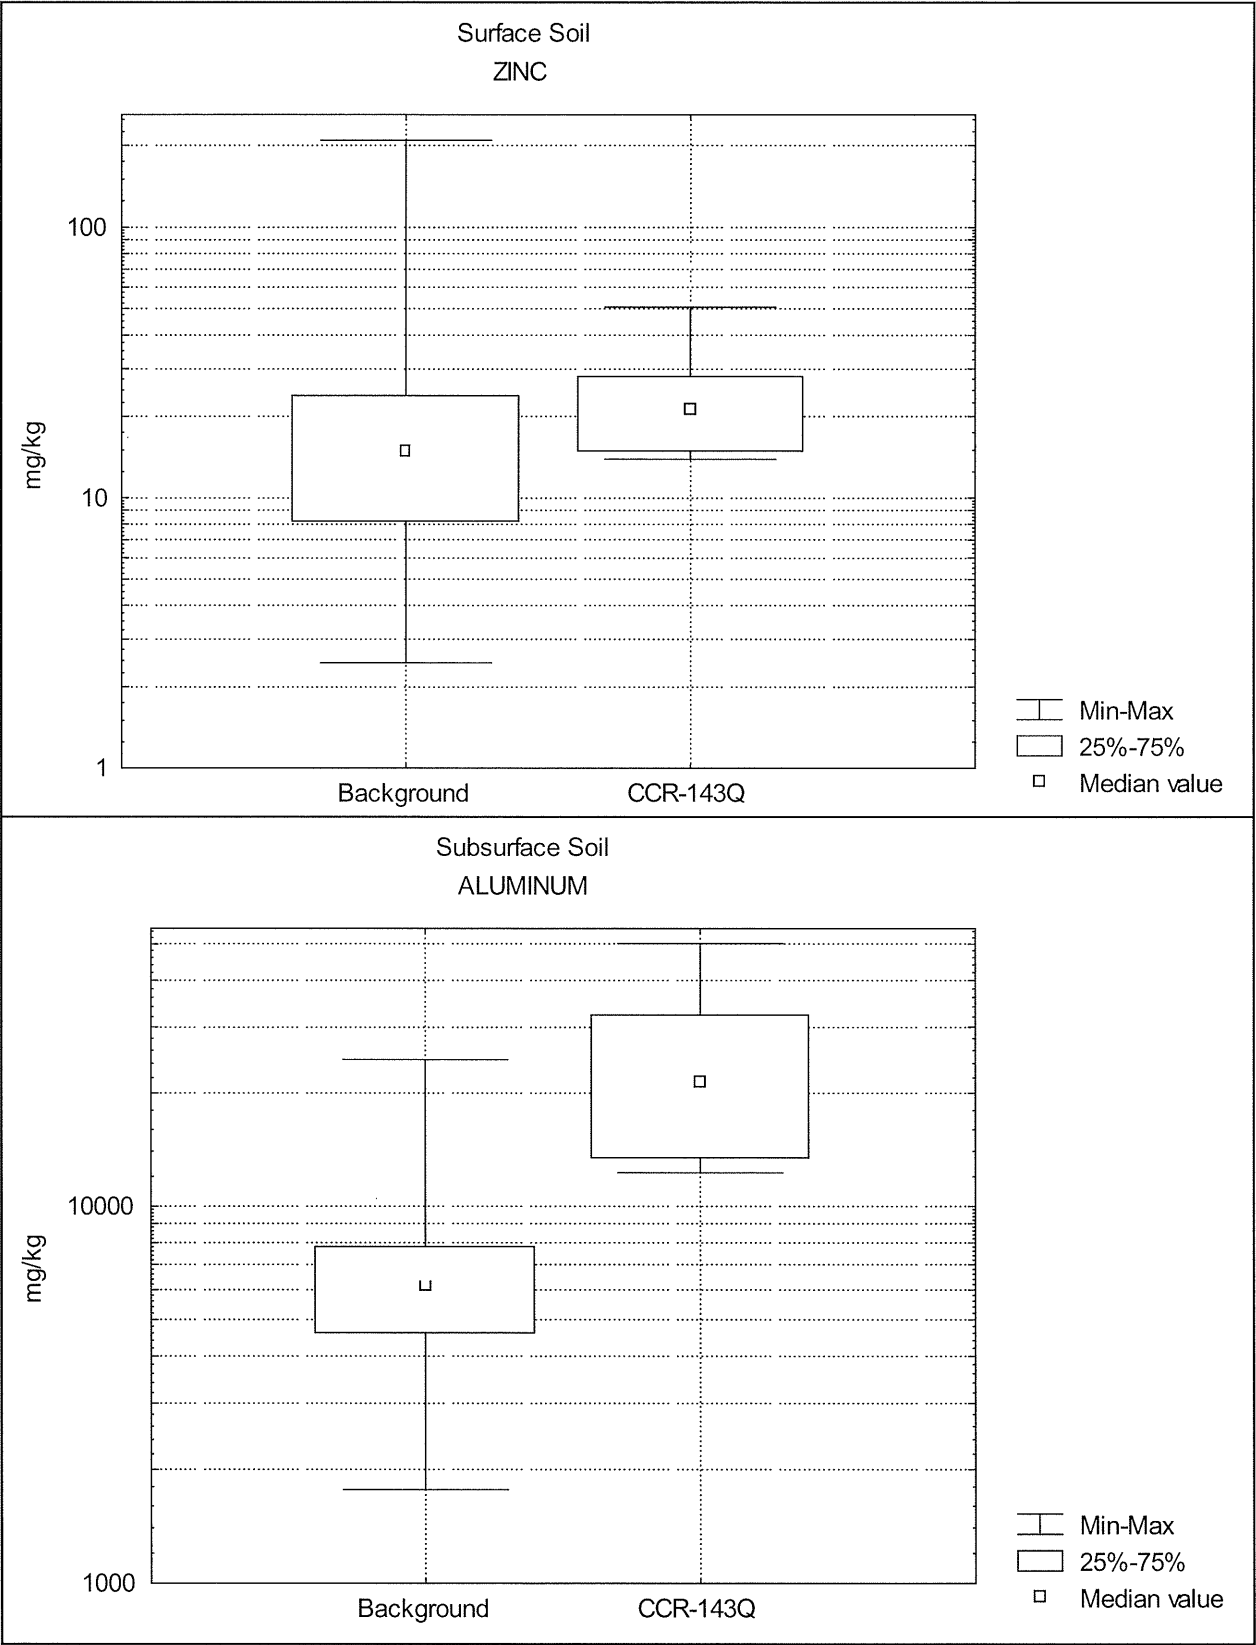 Surface Soil
ZINC
mg/kg
100
10
1
Background
CCR-143Q
Min-Max
25%-75%
Median value
Subsurface Soil
ALUMINUM
mg/kg
10000
1000
Background
CCR-143Q
Min-Max
25%-75%
Median value